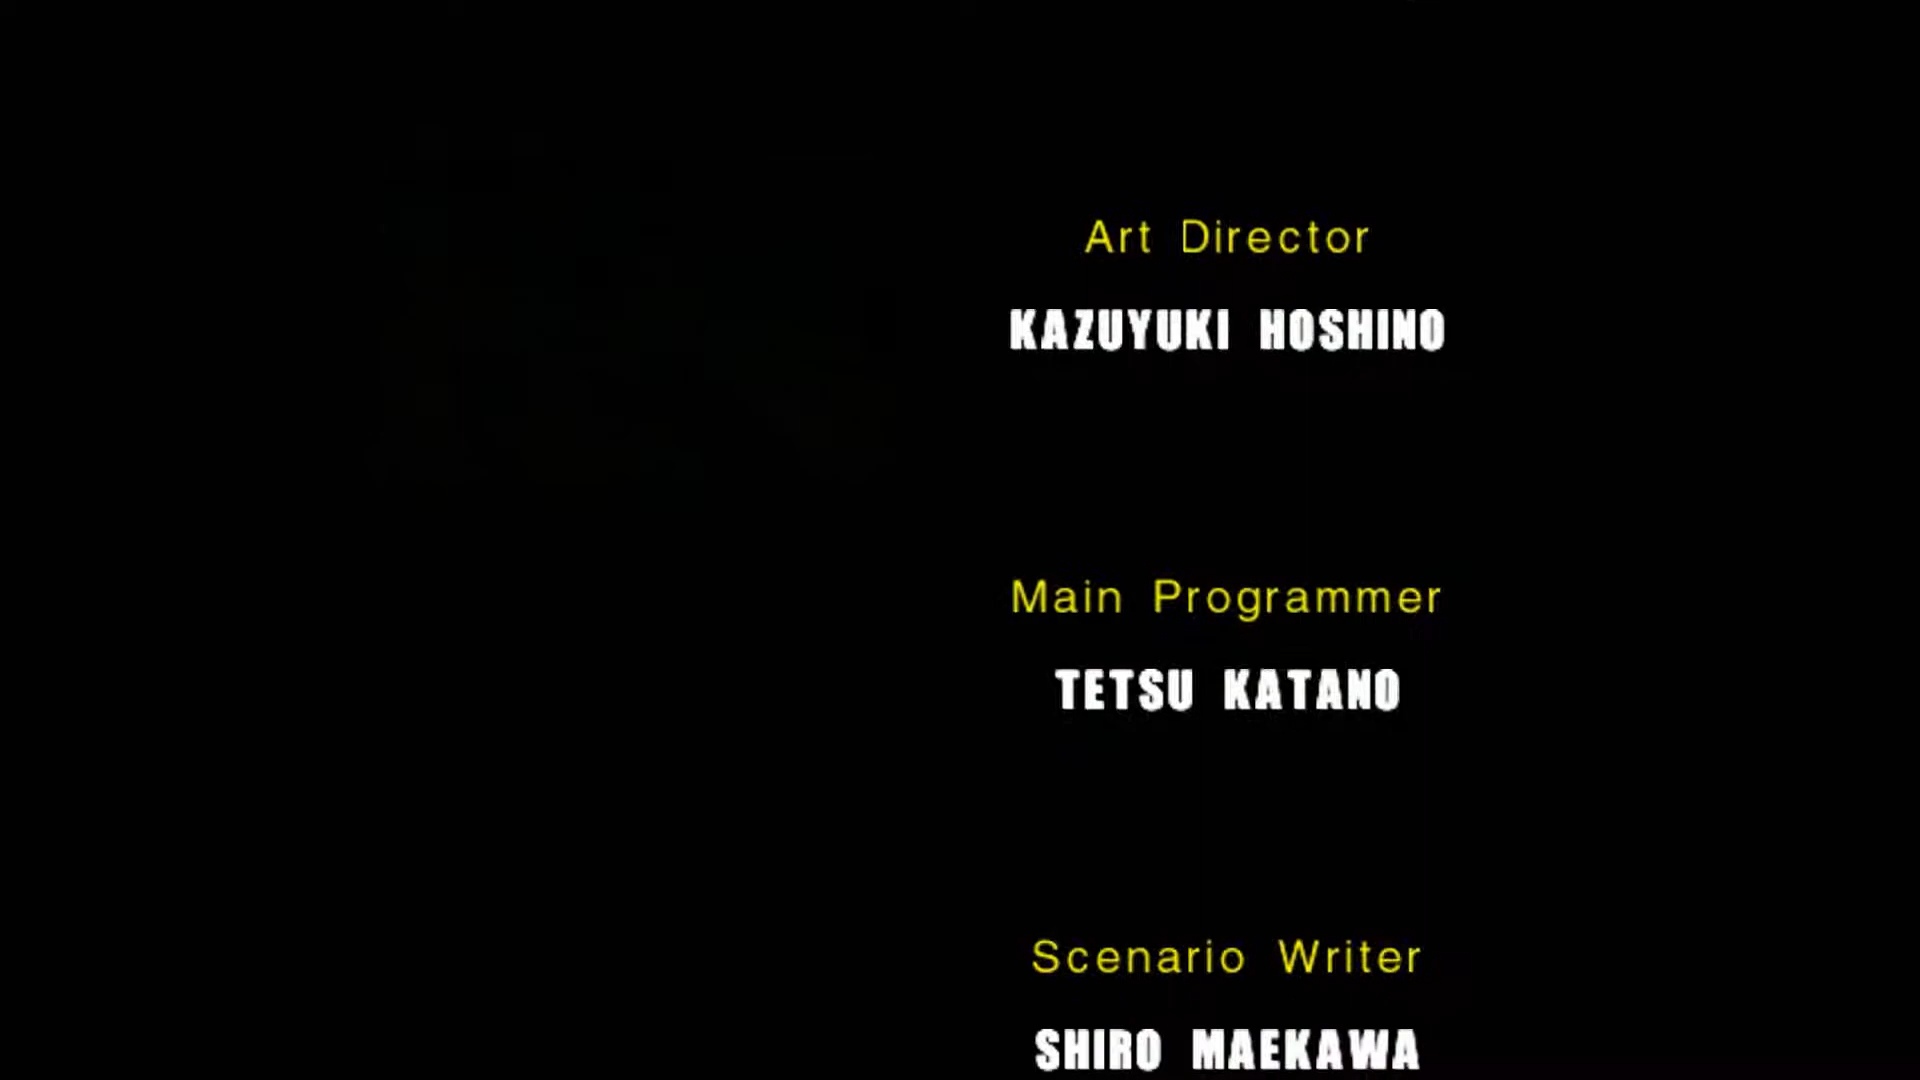 Art Director
KAZUYUKI HOSHINO
Main Programmer
TETSU KATANO
Scenario Writer
SHIRO MAEKAWA